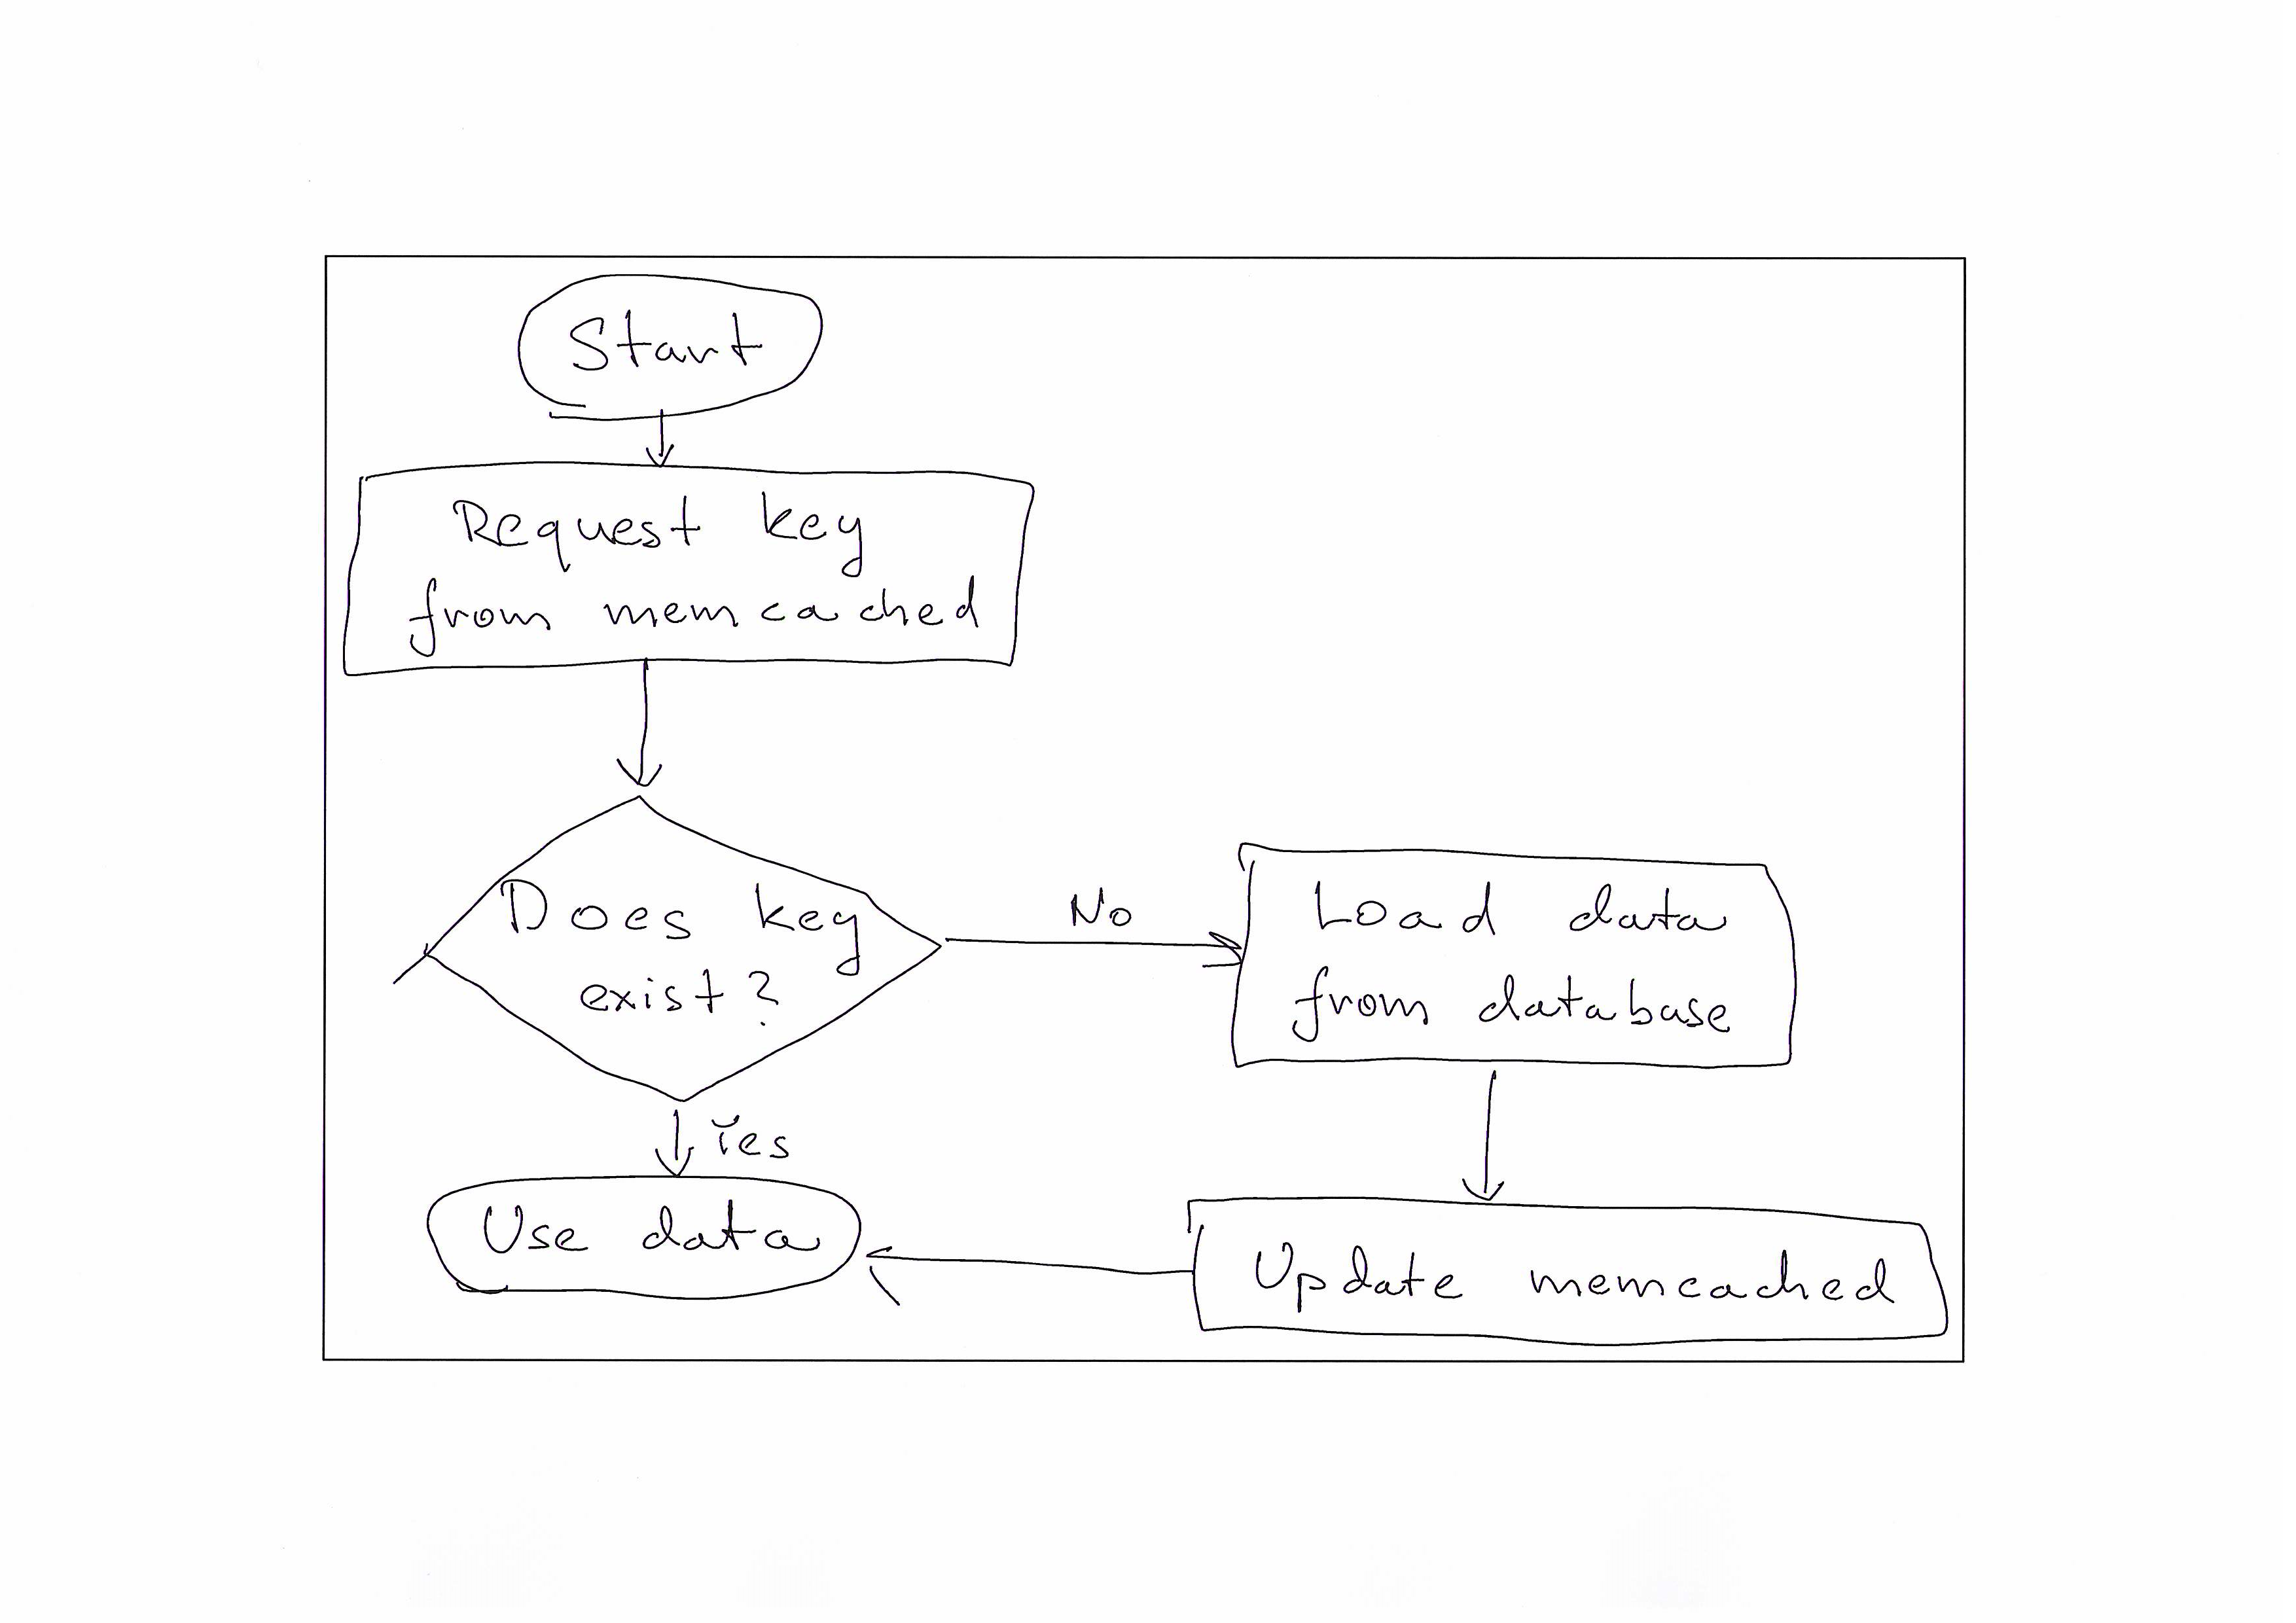 Start
Request key
from memcached
Does key
exist?
No
Load data
from database
Yes
Use data
Update memcached